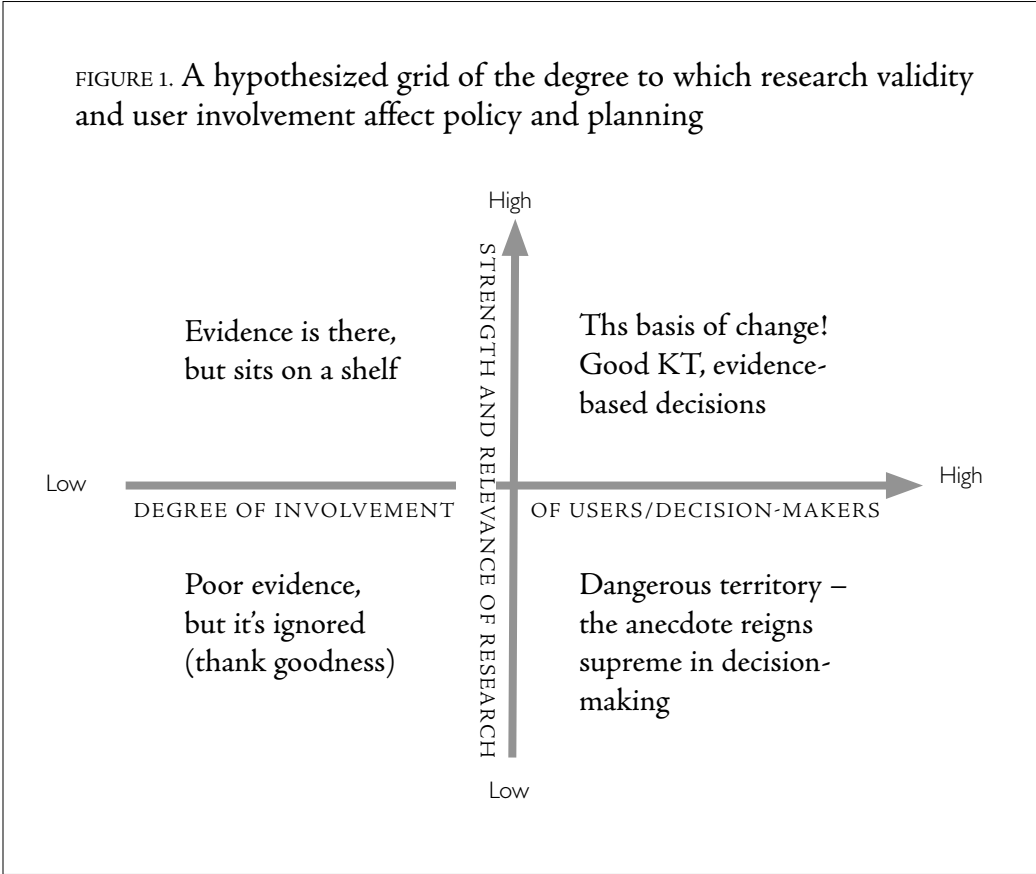 FIGURE 1. A hypothesized grid of the degree to which research validity
and user involvement affect policy and planning
High
STRENGTH AND RELEVANCE OF RESEARCH
Evidence is there,
but sits on a shelf
Ths basis of change!
Good KT, evidence-
based decisions
Low
High
DEGREE OF INVOLVEMENT
OF USERS/DECISION-MAKERS
Poor evidence,
but it's ignored
(thank goodness)
Dangerous territory –
the anecdote reigns
supreme in decision-
making
Low